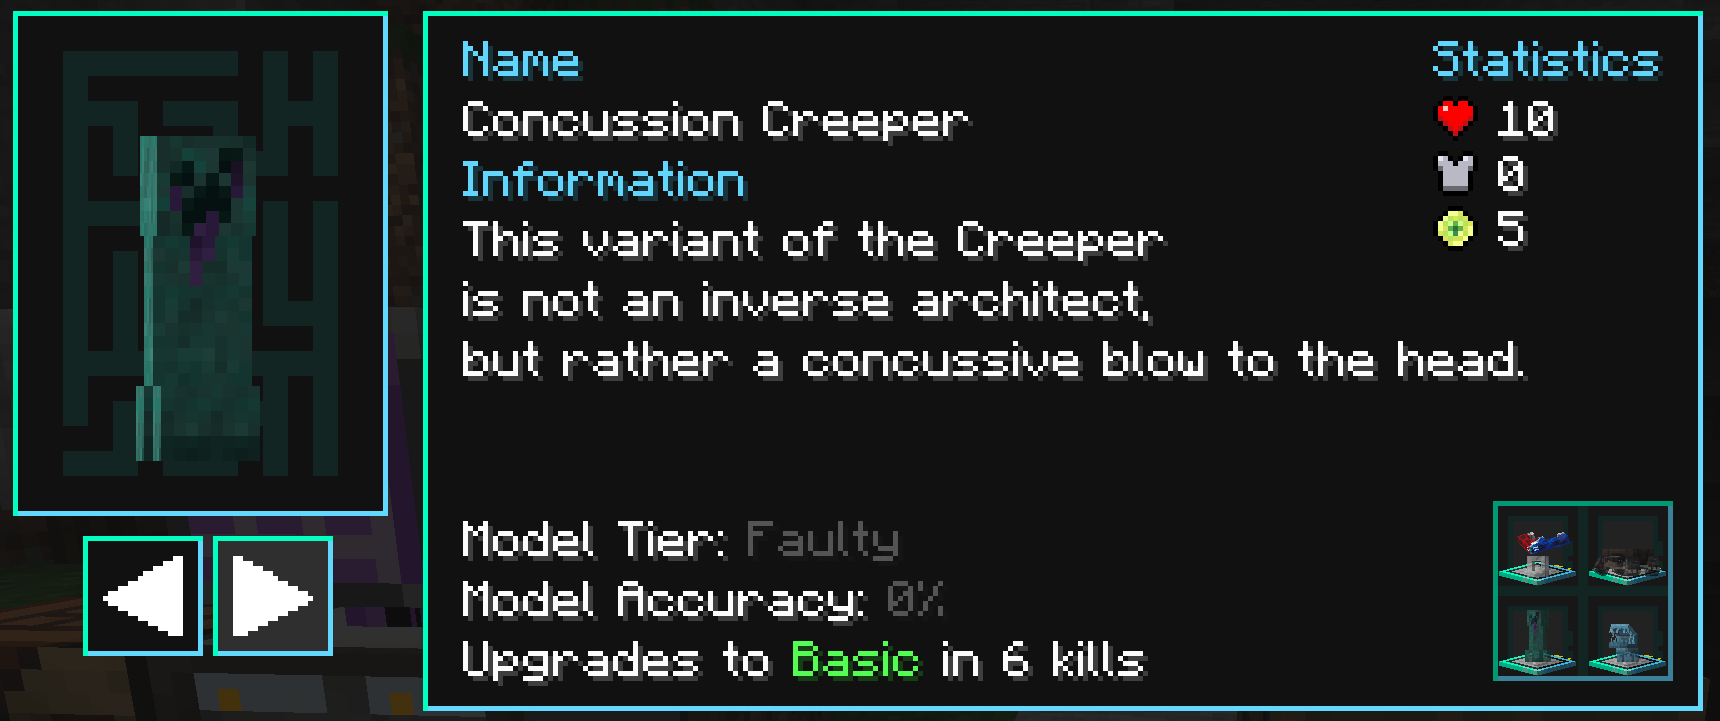 Name
Concussion Creeper
Information
This variant of the Creeper
is not an inverse architect,
but rather a concussive blow to the head.
Statistics
10
0
5
Model Tier: Faulty
Model Accuracy: 0%
Upgrades to Basic in 6 kills